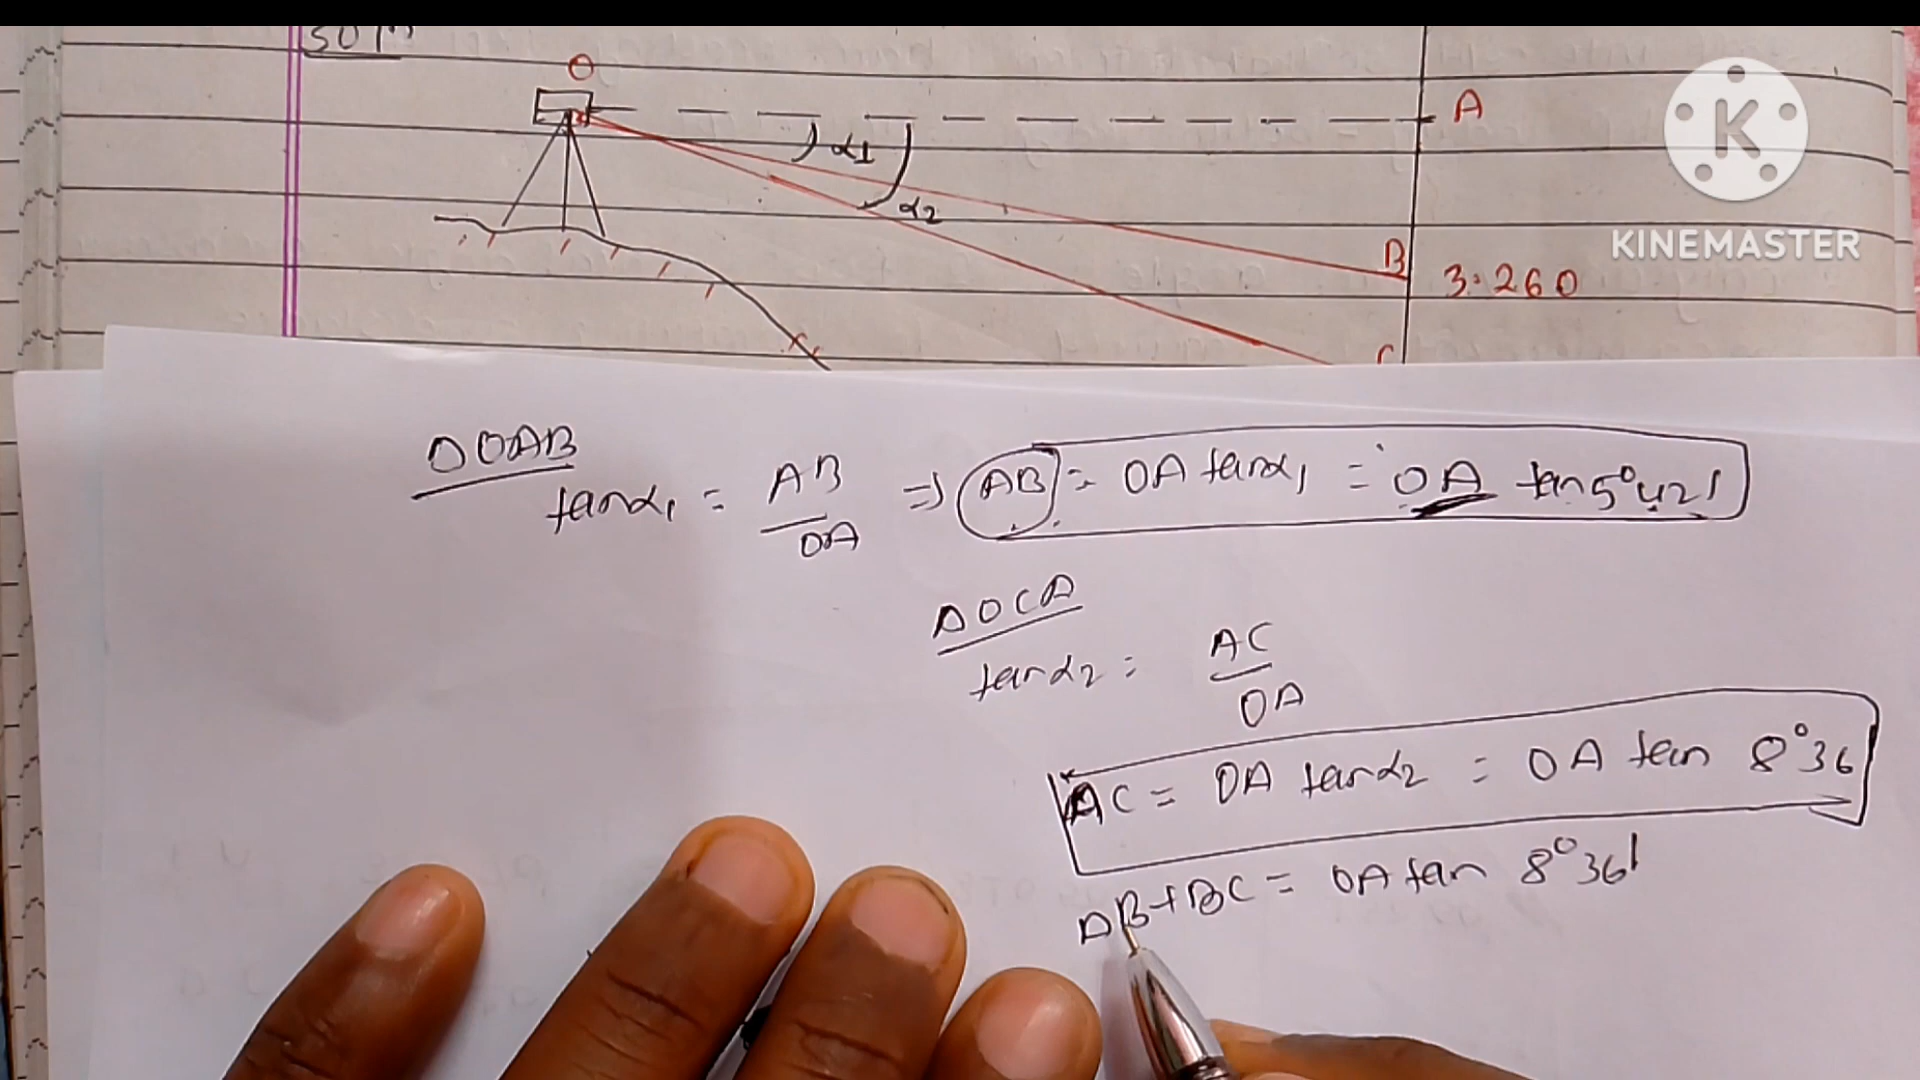 Soln
O
A
α1
α2
B
3.260
C
KINEMASTER
ΔOAB
tanα1 = AB/OA => AB = OA tanα1 = OA tan5°42'
ΔOCA
tanα2 = AC/OA
AC = OA tanα2 = OA tan 8°36
AB+BC = OA tan 8°36'